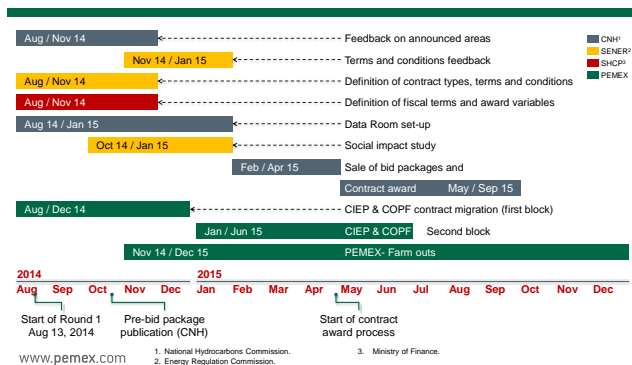 Aug / Nov 14 Feedback on announced areas
CNH¹
Nov 14 / Jan 15 Terms and conditions feedback
SENER²
SHCP³
PEMEX
Aug / Nov 14 Definition of contract types, terms and conditions
Aug / Nov 14 Definition of fiscal terms and award variables
Aug 14 / Jan 15 Data Room set-up
Oct 14 / Jan 15 Social impact study
Feb / Apr 15 Sale of bid packages and
Contract award May / Sep 15
Aug / Dec 14 CIEP & COPF contract migration (first block)
Jan / Jun 15 CIEP & COPF Second block
Nov 14 / Dec 15 PEMEX- Farm outs
2014 2015
Aug Sep Oct Nov Dec Jan Feb Mar Apr May Jun Jul Aug Sep Oct Nov Dec
Start of Round 1
Aug 13, 2014
Pre-bid package
publication (CNH)
Start of contract
award process
www.pemex.com
1. National Hydrocarbons Commission.
2. Energy Regulation Commission.
3. Ministry of Finance.